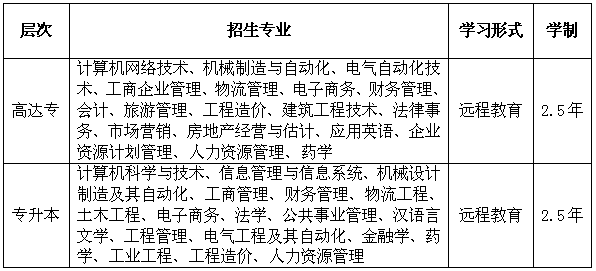 层次 招生专业 学习形式 学制
计算机网络技术、机械制造与自动化、电气自动化技
术、工商企业管理、物流管理、电子商务、财务管理、
会计、旅游管理、工程造价、建筑工程技术、法律事
高达专 远程教育 2.5年
务、市场营销、房地产经营与估计、应用英语、企业
资源计划管理、人力资源管理、药学
计算机科学与技术、信息管理与信息系统、机械设计
制造及其自动化、工商管理、财务管理、物流工程、
专升本 土木工程、电子商务、法学、公共事业管理、汉语言 远程教育 2.5年
文学、工程管理、电气工程及其自动化、金融学、药
学、工业工程、工程造价、人力资源管理